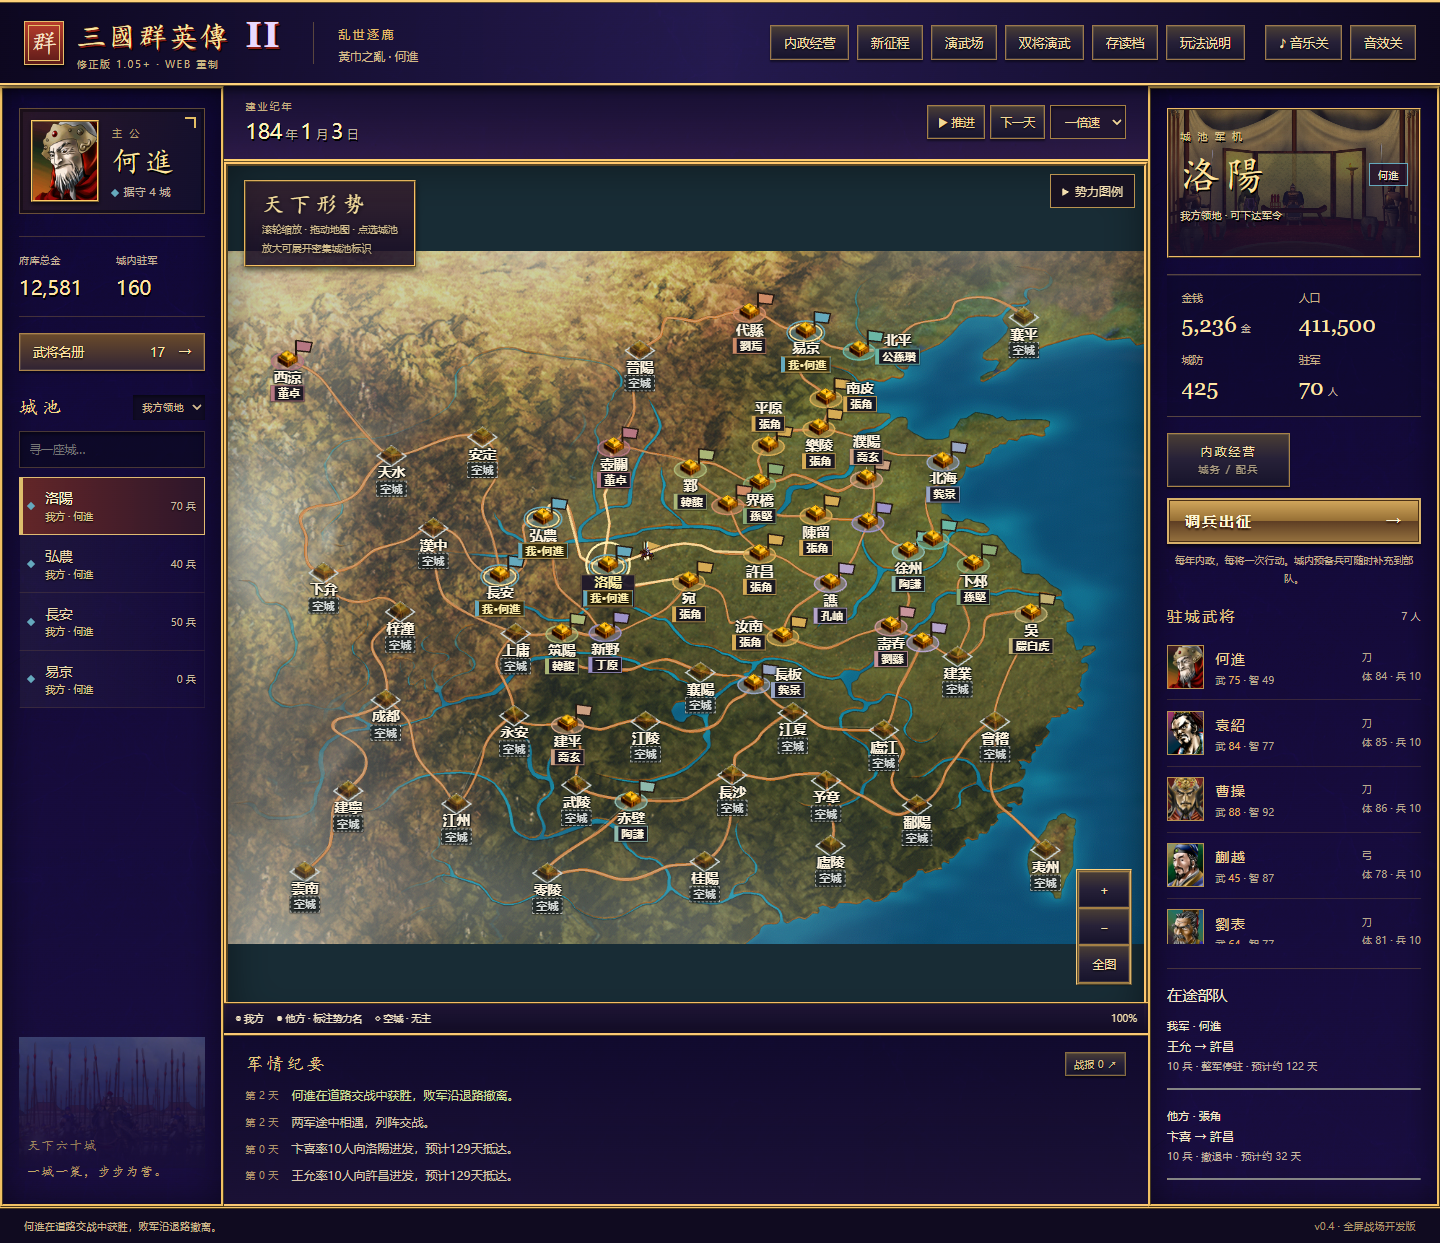 群 三國群英傳 II
修正版 1.05+ · WEB 重制
乱世逐鹿
黃巾之亂 · 何進
内政经营 新征程 演武场 双将演武 存读档 玩法说明 ♪ 音乐关 音效关
主公
何進
◆ 据守 4 城
府库总金 城内驻军
12,581 160
武将名册 17 →
城池 我方领地
寻一座城...
◆ 洛陽 70 兵
我方 · 何進
◆ 弘農 40 兵
我方 · 何進
◆ 長安 50 兵
我方 · 何進
◆ 易京 0 兵
我方 · 何進
天下六十城
一城一策，步步为营。
建业纪年
184 年 1 月 3 日
▶ 推进 下一天 一倍速
天下形势
滚轮缩放 · 拖动地图 · 点选城池
放大可展开密集城池标识
▶ 势力图例
代縣
劉焉
易京
我·何進
北平
公孫瓚
襄平
空城
西涼
董卓
晉陽
空城
南皮
張角
平原
張角
樂陵
張角
濮陽
喬玄
天水
空城
安定
空城
壺關
董卓
鄴
韓馥
界橋
孫堅
北海
龔景
弘農
我·何進
陳留
張角
漢中
空城
下弁
空城
長安
我·何進
洛陽
我·何進
許昌
張角
徐州
陶謙
下邳
孫堅
宛
張角
譙
孔岫
梓潼
空城
上庸
空城
筑陽
韓馥
新野
丁原
汝南
張角
壽春
劉繇
吳
嚴白虎
建業
空城
襄陽
空城
長板
龔景
成都
空城
永安
空城
建平
喬玄
江陵
空城
江夏
空城
廬江
空城
會稽
空城
建寧
空城
江州
空城
武陵
空城
赤壁
陶謙
長沙
空城
予章
空城
鄱陽
空城
雲南
空城
零陵
空城
桂陽
空城
廬陵
空城
夷州
空城
+
−
全图
我方 他方 · 标注势力名 空城 · 无主 100%
军情纪要 战报 0 ↗
第 2 天 何進在道路交战中获胜，败军沿退路撤离。
第 2 天 两军途中相遇，列阵交战。
第 0 天 卞喜率10人向洛陽进发，预计129天抵达。
第 0 天 王允率10人向許昌进发，预计129天抵达。
城池军机
洛陽 何進
我方领地 · 可下达军令
金钱 人口
5,236 金 411,500
城防 驻军
425 70 人
内政经营
城务 / 配兵
调兵出征 →
每年内政，每将一次行动。城内预备兵可随时补充到部
队。
驻城武将 7 人
何進 刀
武 75 · 智 49 体 84 · 兵 10
袁紹 刀
武 84 · 智 77 体 85 · 兵 10
曹操 刀
武 88 · 智 92 体 86 · 兵 10
蒯越 弓
武 45 · 智 87 体 78 · 兵 10
劉表 刀
武 64 · 智 77 体 81 · 兵 10
在途部队
我军 · 何進
王允 → 許昌
10 兵 · 整军停驻 · 预计约 122 天
他方 · 張角
卞喜 → 許昌
10 兵 · 撤退中 · 预计约 32 天
何進在道路交战中获胜，败军沿退路撤离。 v0.4 · 全屏战场开发版